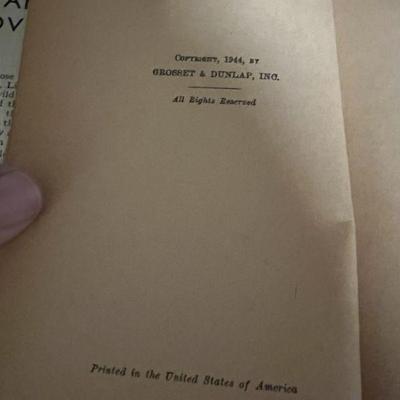 COPYRIGHT, 1944, BY
GROSSET & DUNLAP, INC.
All Rights Reserved
Printed in the United States of America